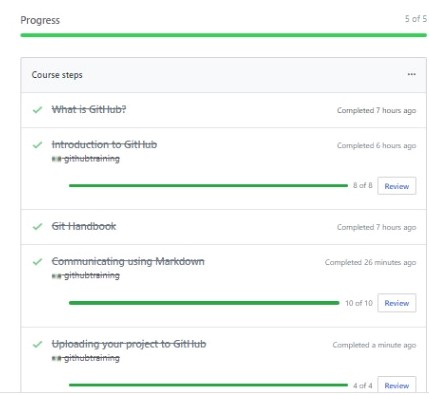 Progress 5 of 5
Course steps ...
What is GitHub? Completed 7 hours ago
Introduction to GitHub Completed 6 hours ago
githubtraining
8 of 8 Review
Git Handbook Completed 7 hours ago
Communicating using Markdown Completed 26 minutes ago
githubtraining
10 of 10 Review
Uploading your project to GitHub Completed a minute ago
githubtraining
4 of 4 Review